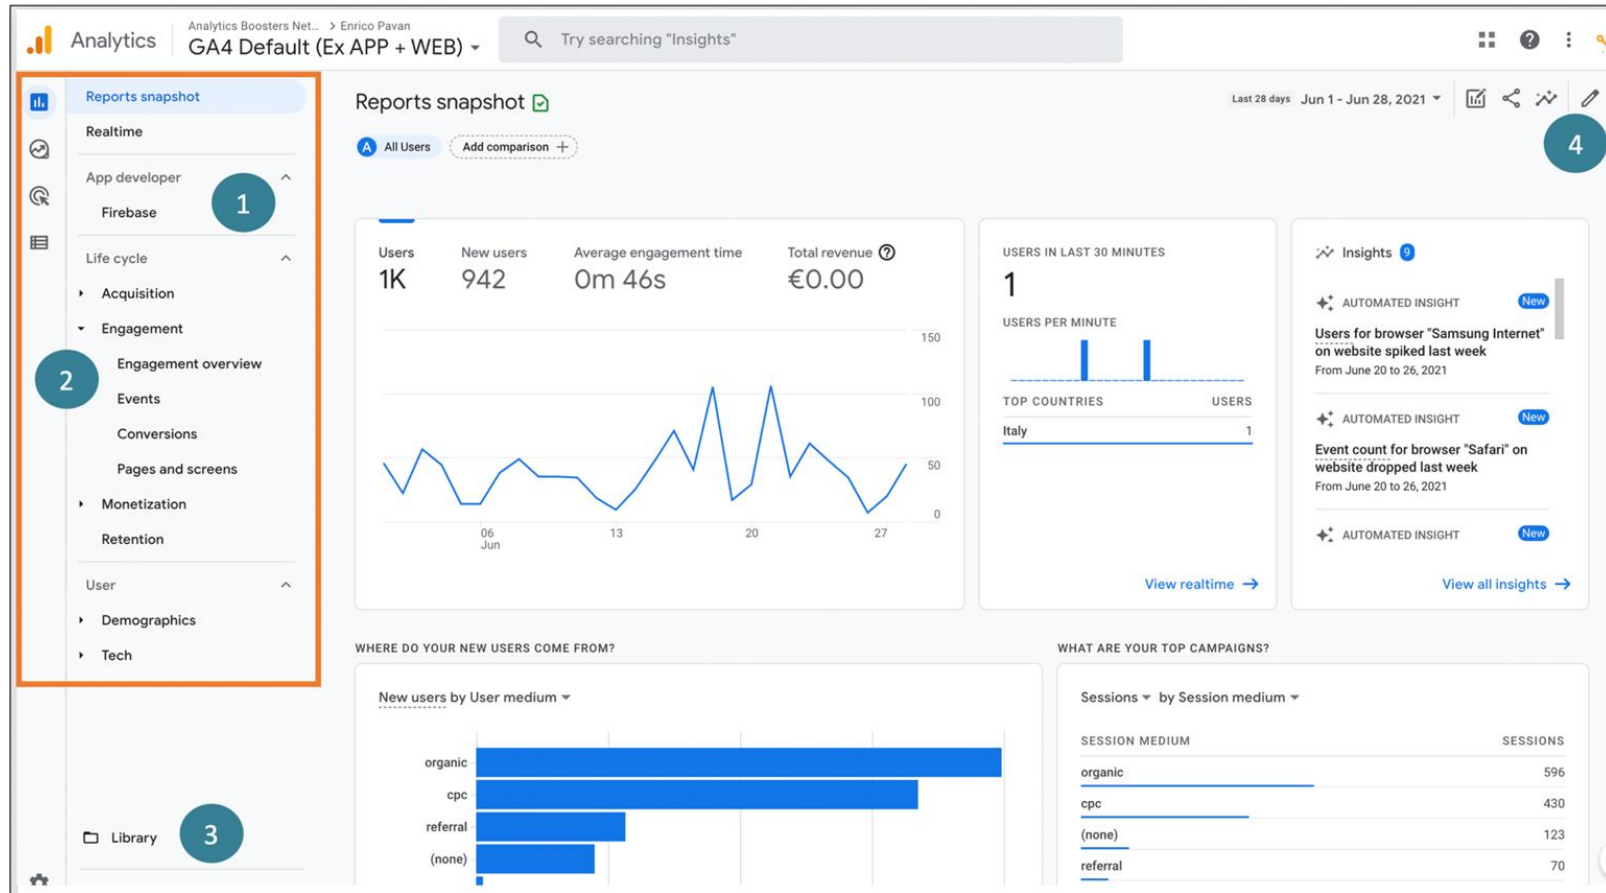 Analytics
Analytics Boosters Net... > Enrico Pavan
GA4 Default (Ex APP + WEB)
Try searching "Insights"
Reports snapshot
Realtime
App developer
1
Firebase
Life cycle
Acquisition
Engagement
2
Engagement overview
Events
Conversions
Pages and screens
Monetization
Retention
User
Demographics
Tech
Library
3
Reports snapshot
Last 28 days Jun 1 - Jun 28, 2021
4
A All Users
Add comparison +
Users
1K
New users
942
Average engagement time
0m 46s
Total revenue
€0.00
150
100
50
0
06
Jun
13
20
27
USERS IN LAST 30 MINUTES
1
USERS PER MINUTE
TOP COUNTRIES USERS
Italy 1
View realtime →
Insights 9
AUTOMATED INSIGHT New
Users for browser "Samsung Internet"
on website spiked last week
From June 20 to 26, 2021
AUTOMATED INSIGHT New
Event count for browser "Safari" on
website dropped last week
From June 20 to 26, 2021
AUTOMATED INSIGHT New
View all insights →
WHERE DO YOUR NEW USERS COME FROM?
New users by User medium
organic
cpc
referral
(none)
WHAT ARE YOUR TOP CAMPAIGNS?
Sessions by Session medium
SESSION MEDIUM SESSIONS
organic 596
cpc 430
(none) 123
referral 70